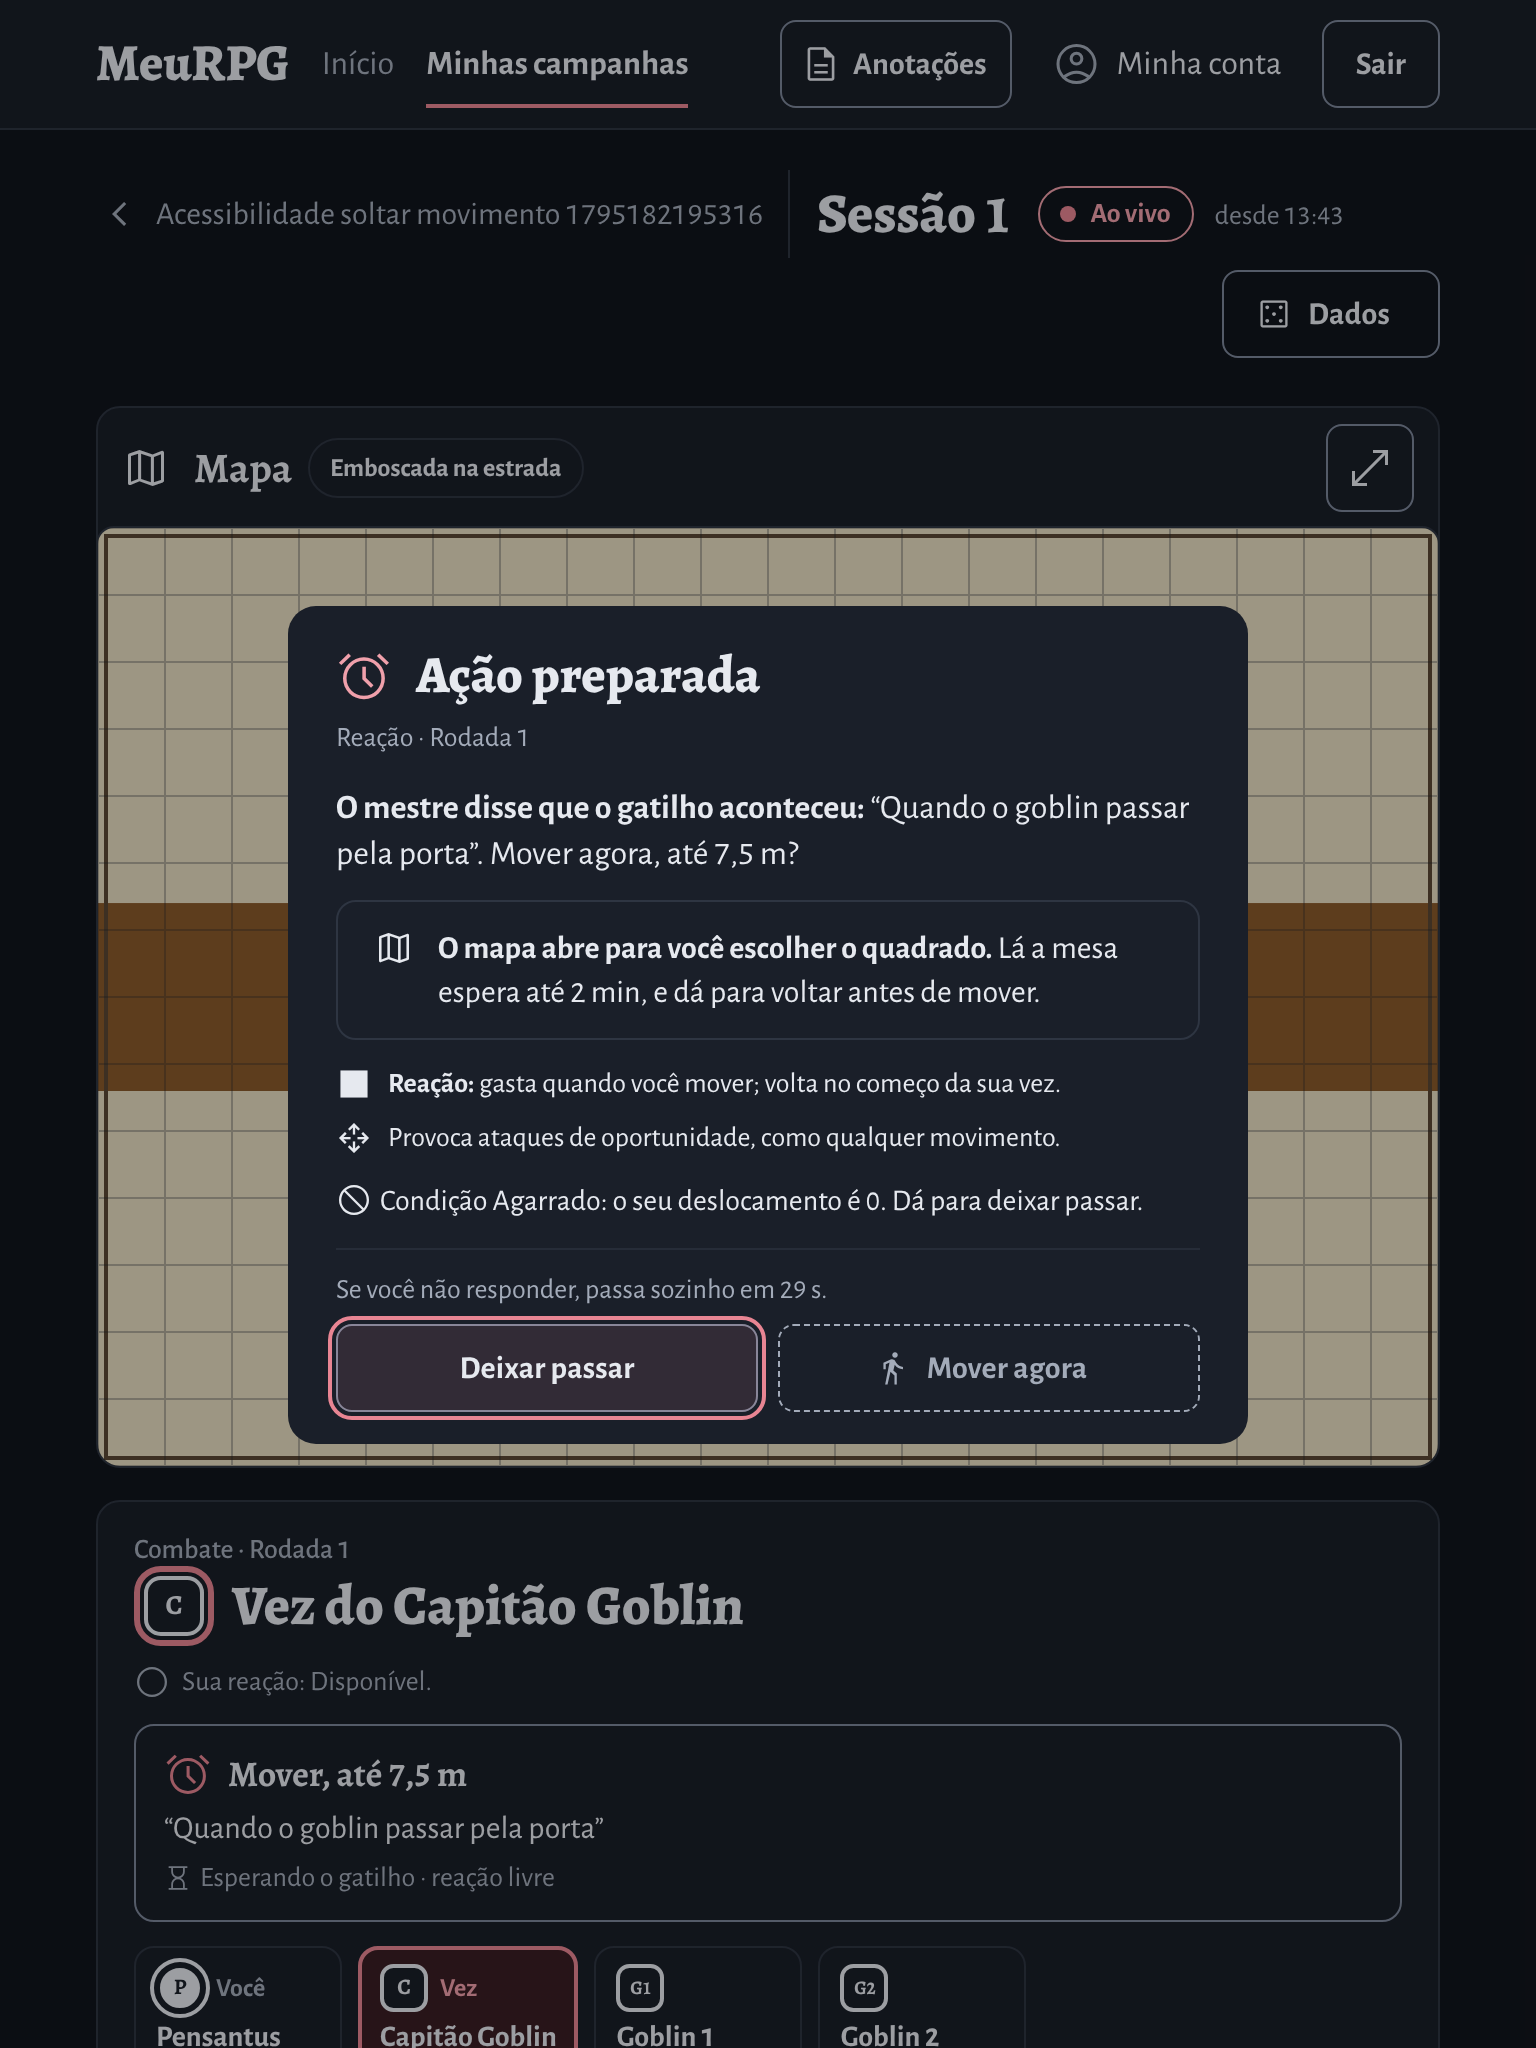 MeuRPG Início Minhas campanhas Anotações Minha conta Sair
Acessibilidade soltar movimento 1795182195316 Sessão 1 Ao vivo desde 13:43
Dados
Mapa Emboscada na estrada
Ação preparada
Reação · Rodada 1
O mestre disse que o gatilho aconteceu: “Quando o goblin passar
pela porta”. Mover agora, até 7,5 m?
O mapa abre para você escolher o quadrado. Lá a mesa
espera até 2 min, e dá para voltar antes de mover.
Reação: gasta quando você mover; volta no começo da sua vez.
Provoca ataques de oportunidade, como qualquer movimento.
Condição Agarrado: o seu deslocamento é 0. Dá para deixar passar.
Se você não responder, passa sozinho em 29 s.
Deixar passar Mover agora
Combate · Rodada 1
C Vez do Capitão Goblin
Sua reação: Disponível.
Mover, até 7,5 m
“Quando o goblin passar pela porta”
Esperando o gatilho · reação livre
P Você C Vez G1 G2
Pensantus Capitão Goblin Goblin 1 Goblin 2